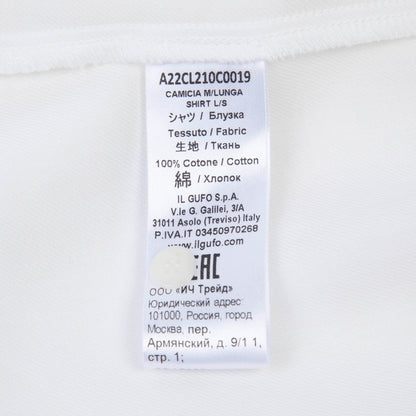 A22CL210C0019
CAMICIA M/LUNGA
SHIRT L/S
シャツ / Блузка
Tessuto / Fabric
生地 / Ткань
100% Cotone / Cotton
綿 / Хлопок
IL GUFO S.p.A.
V.le G. Galilei, 3/A
31011 Asolo (Treviso) Italy
P.IVA.IT 03450970268
www.ilgufo.com
EAC
ООО «ИЧ Трейд»
Юридический адрес:
101000, Россия, город
Москва, пер.
Армянский, д. 9/1 1,
стр. 1;